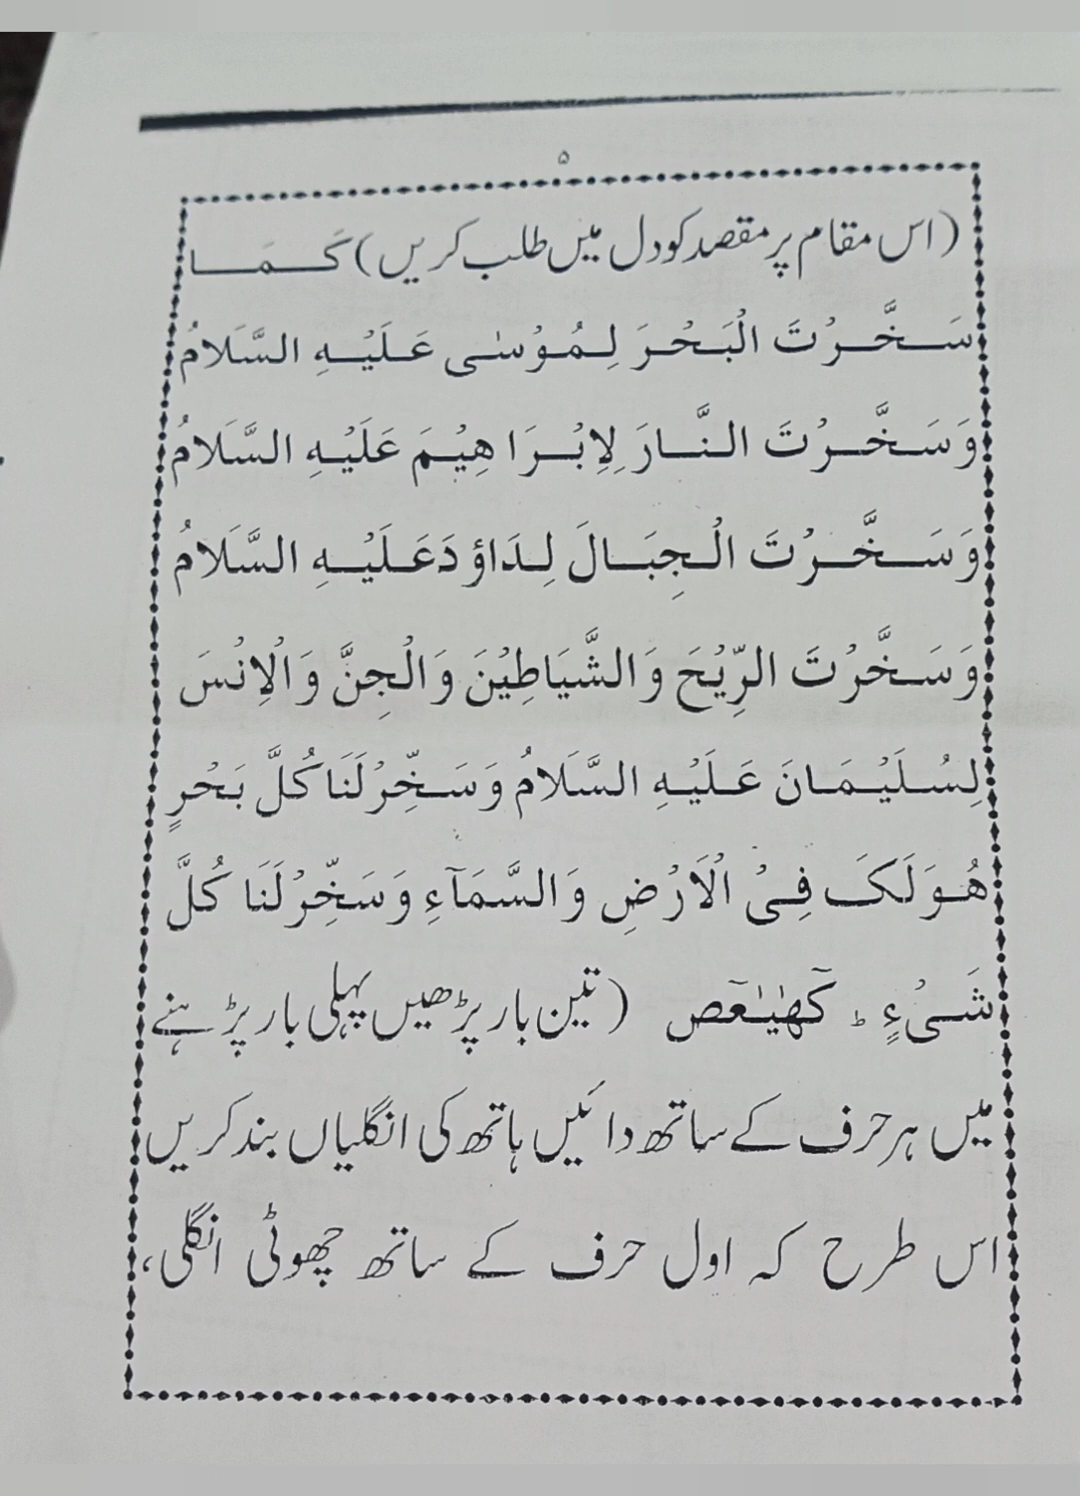 ۵
(اس مقام پر مقصد کو دل میں طلب کریں) كَمَا
سَخَّرْتَ الْبَحْرَ لِمُوْسٰی عَلَيْهِ السَّلَامُ
وَسَخَّرْتَ النَّارَ لِاِبْرَاهِيْمَ عَلَيْهِ السَّلَامُ
وَسَخَّرْتَ الْجِبَالَ لِدَاوٗدَ عَلَيْهِ السَّلَامُ
وَسَخَّرْتَ الرِّيْحَ وَالشَّيَاطِيْنَ وَالْجِنَّ وَالْاِنْسَ
لِسُلَيْمَانَ عَلَيْهِ السَّلَامُ وَسَخِّرْلَنَا كُلَّ بَحْرٍ
هُوَلَکَ فِیْ الْاَرْضِ وَالسَّمَآءِ وَسَخِّرْلَنَا كُلَّ
شَیْءٍ ؕ كٓهٰيٰعٓص (تین بار پڑھیں پہلی بار پڑہنے
میں ہر حرف کے ساتھ دائیں ہاتھ کی انگلیاں بند کریں
اس طرح کہ اول حرف کے ساتھ چھوٹی انگلی،